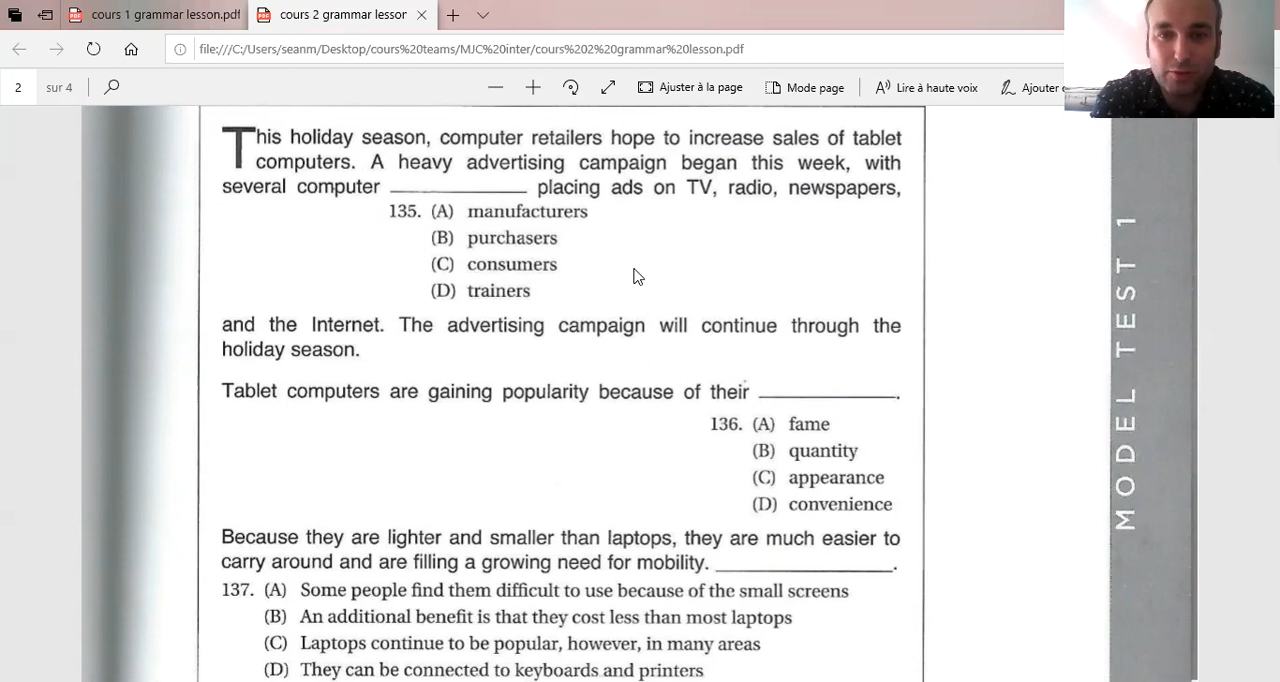 cours 1 grammar lesson.pdf
cours 2 grammar lesson
file:///C:/Users/seanm/Desktop/cours%20teams/MJC%20inter/cours%202%20grammar%20lesson.pdf
2 sur 4
Ajuster à la page
Mode page
Lire à haute voix
Ajouter
This holiday season, computer retailers hope to increase sales of tablet
computers. A heavy advertising campaign began this week, with
several computer ____________ placing ads on TV, radio, newspapers,
135. (A) manufacturers
(B) purchasers
(C) consumers
(D) trainers
and the Internet. The advertising campaign will continue through the
holiday season.
Tablet computers are gaining popularity because of their ____________.
136. (A) fame
(B) quantity
(C) appearance
(D) convenience
Because they are lighter and smaller than laptops, they are much easier to
carry around and are filling a growing need for mobility. ________________.
137. (A) Some people find them difficult to use because of the small screens
(B) An additional benefit is that they cost less than most laptops
(C) Laptops continue to be popular, however, in many areas
(D) They can be connected to keyboards and printers
MODEL TEST 1